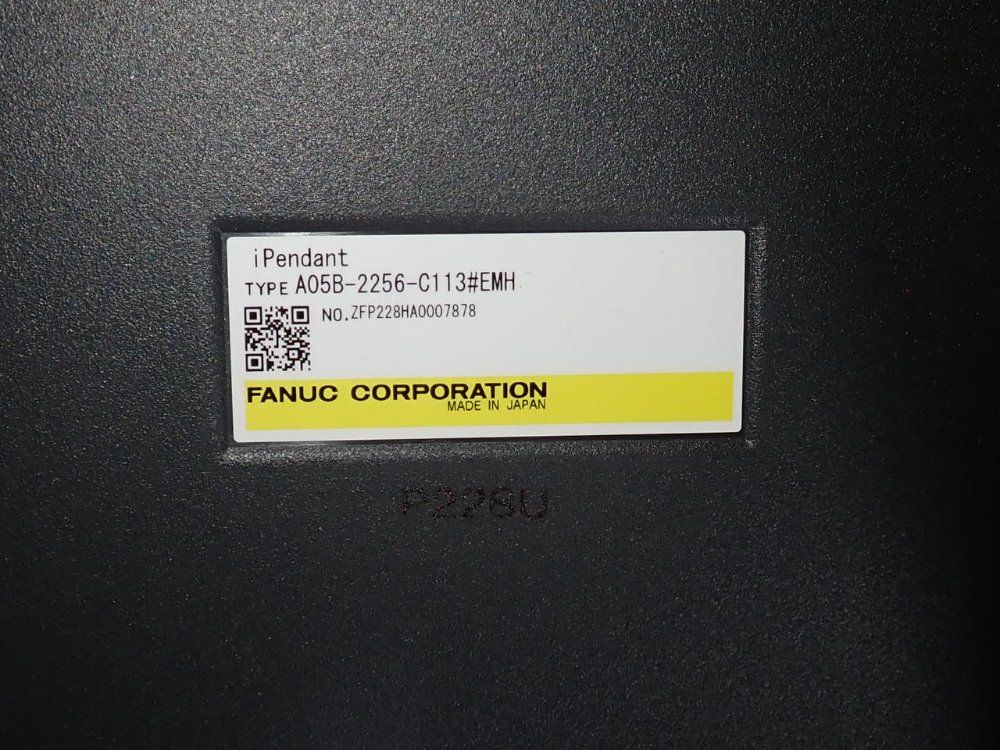 iPendant
TYPE A05B-2256-C113#EMH
NO.ZFP228HA0007878
FANUC CORPORATION
MADE IN JAPAN
P228U